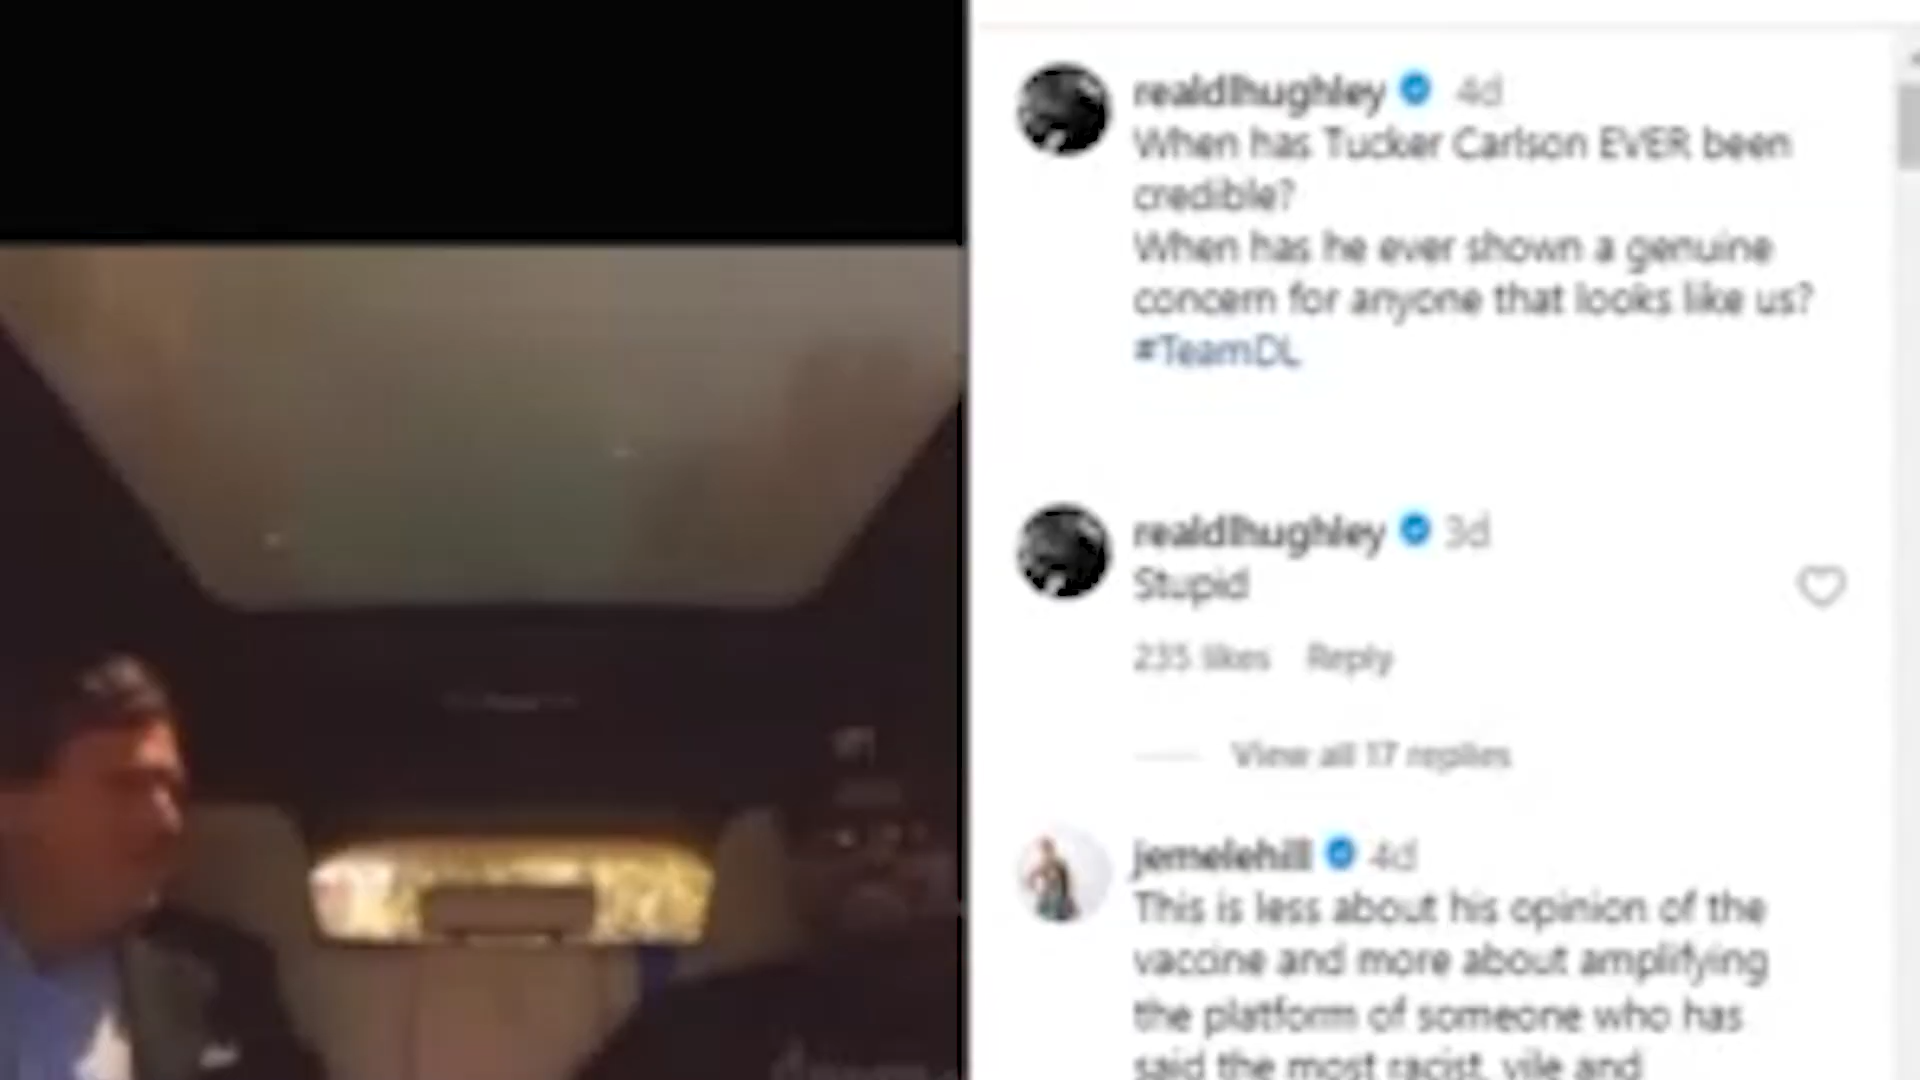 realdlhughley 4d
When has Tucker Carlson EVER been
credible?
When has he ever shown a genuine
concern for anyone that looks like us?
#TeamDL
realdlhughley 3d
Stupid
235 likes Reply
View all 17 replies
jemelehill 4d
This is less about his opinion of the
vaccine and more about amplifying
the platform of someone who has
said the most racist, vile and